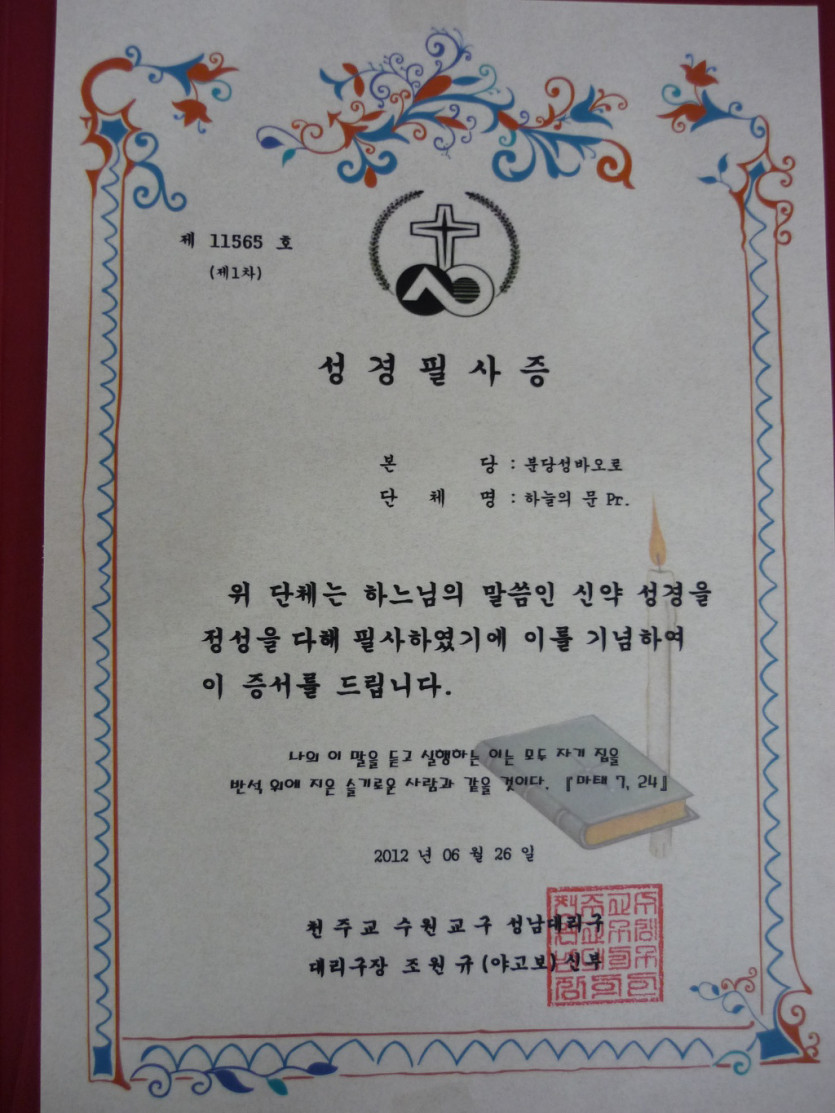 제 11565 호
(제1차)
성경필사증
본 당 : 분당성바오로
단 체 명 : 하늘의 문 Pr.
위 단체는 하느님의 말씀인 신약 성경을
정성을 다해 필사하였기에 이를 기념하여
이 증서를 드립니다.
나의 이 말을 듣고 실행하는 이는 모두 자기 집을
반석 위에 지은 슬기로운 사람과 같을 것이다. 『마태 7, 24』
2012 년 06 월 26 일
천주교 수원교구 성남대리구
대리구장 조원규(야고보) 신부